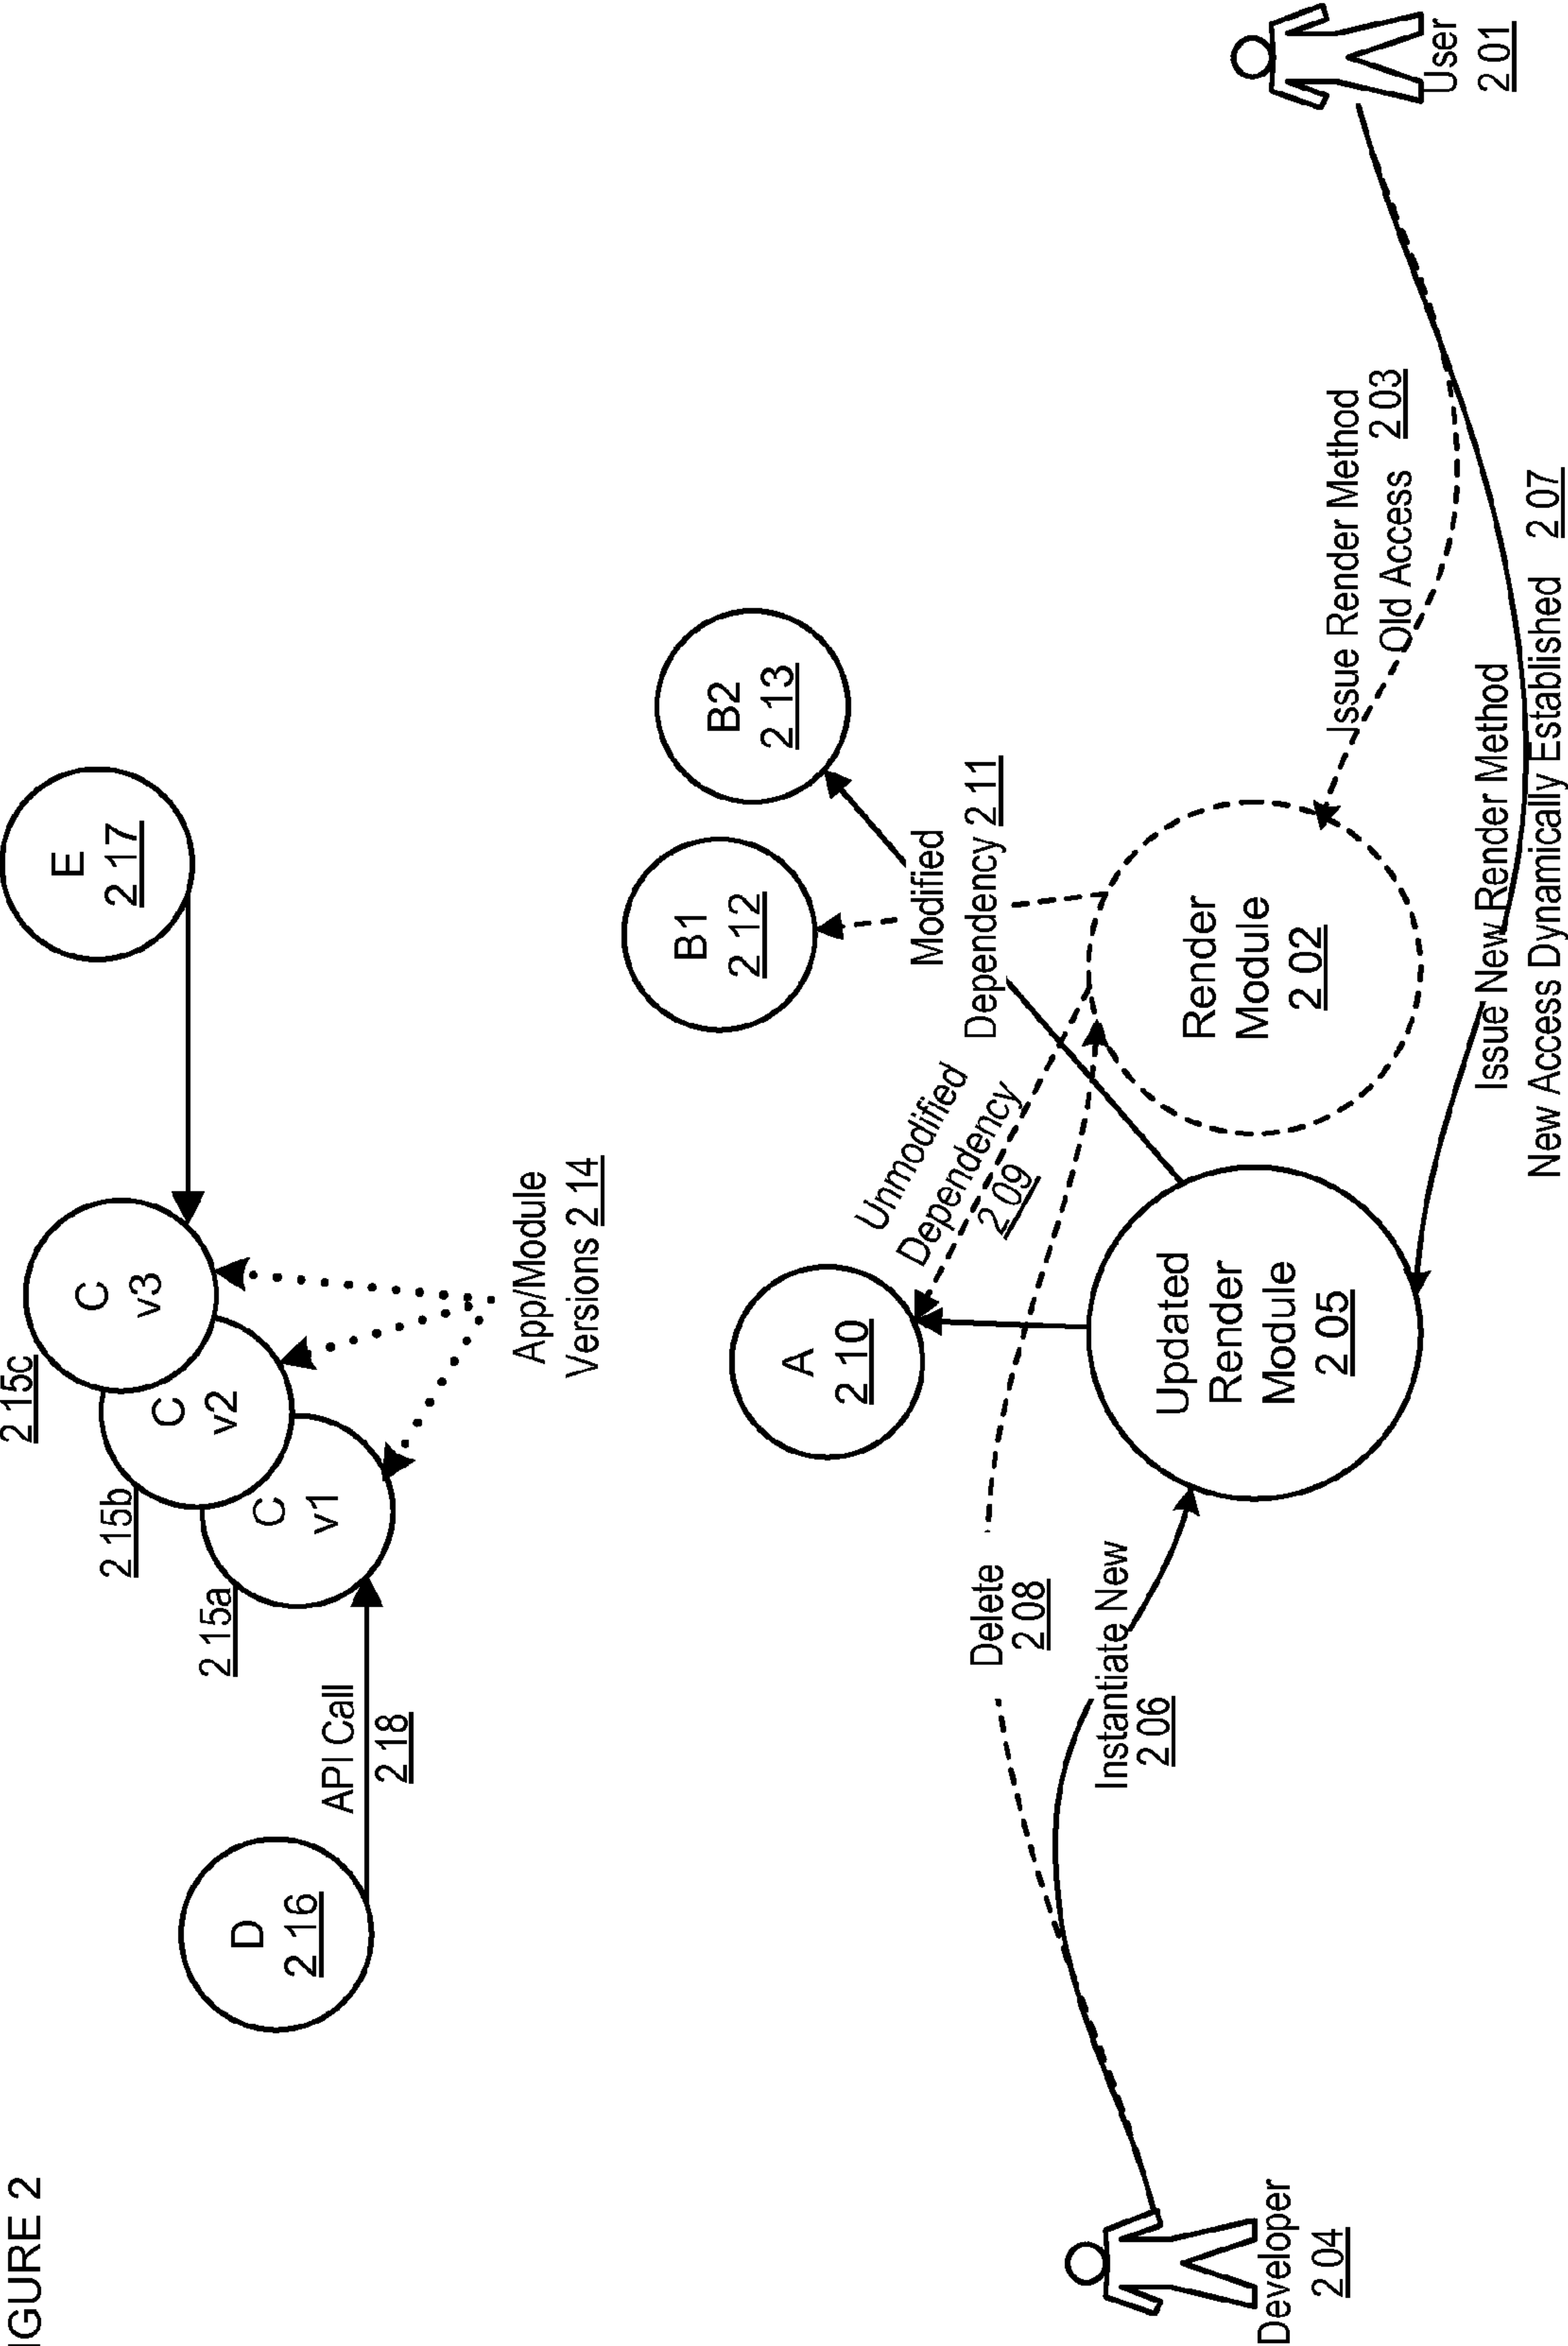 IGURE 2
D
2 16
API Call
2 18
2 15a
2 15b
2 15c
C
v1
C
v2
C
v3
E
2 17
App/Module
Versions 2 14
B1
2 12
B2
2 13
A
2 10
Unmodified
Dependency
2 09
Modified
Dependency 2 11
Delete
2 08
Instantiate New
2 06
Updated
Render
Module
2 05
Render
Module
2 02
Issue Render Method
Old Access 2 03
Developer
2 04
User
2 01
Issue New Render Method
New Access Dynamically Established 2 07